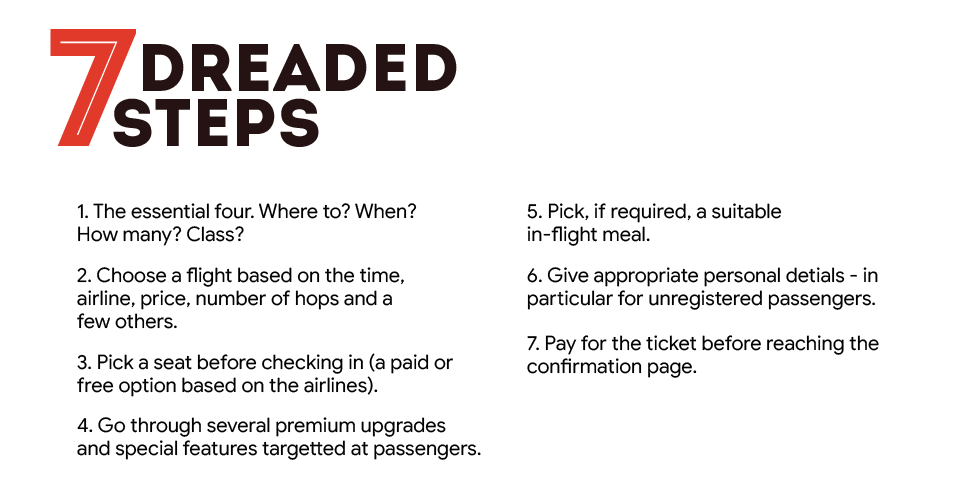 7 DREADED
STEPS
1. The essential four. Where to? When?
How many? Class?
2. Choose a flight based on the time,
airline, price, number of hops and a
few others.
3. Pick a seat before checking in (a paid or
free option based on the airlines).
4. Go through several premium upgrades
and special features targetted at passengers.
5. Pick, if required, a suitable
in-flight meal.
6. Give appropriate personal detials - in
particular for unregistered passengers.
7. Pay for the ticket before reaching the
confirmation page.